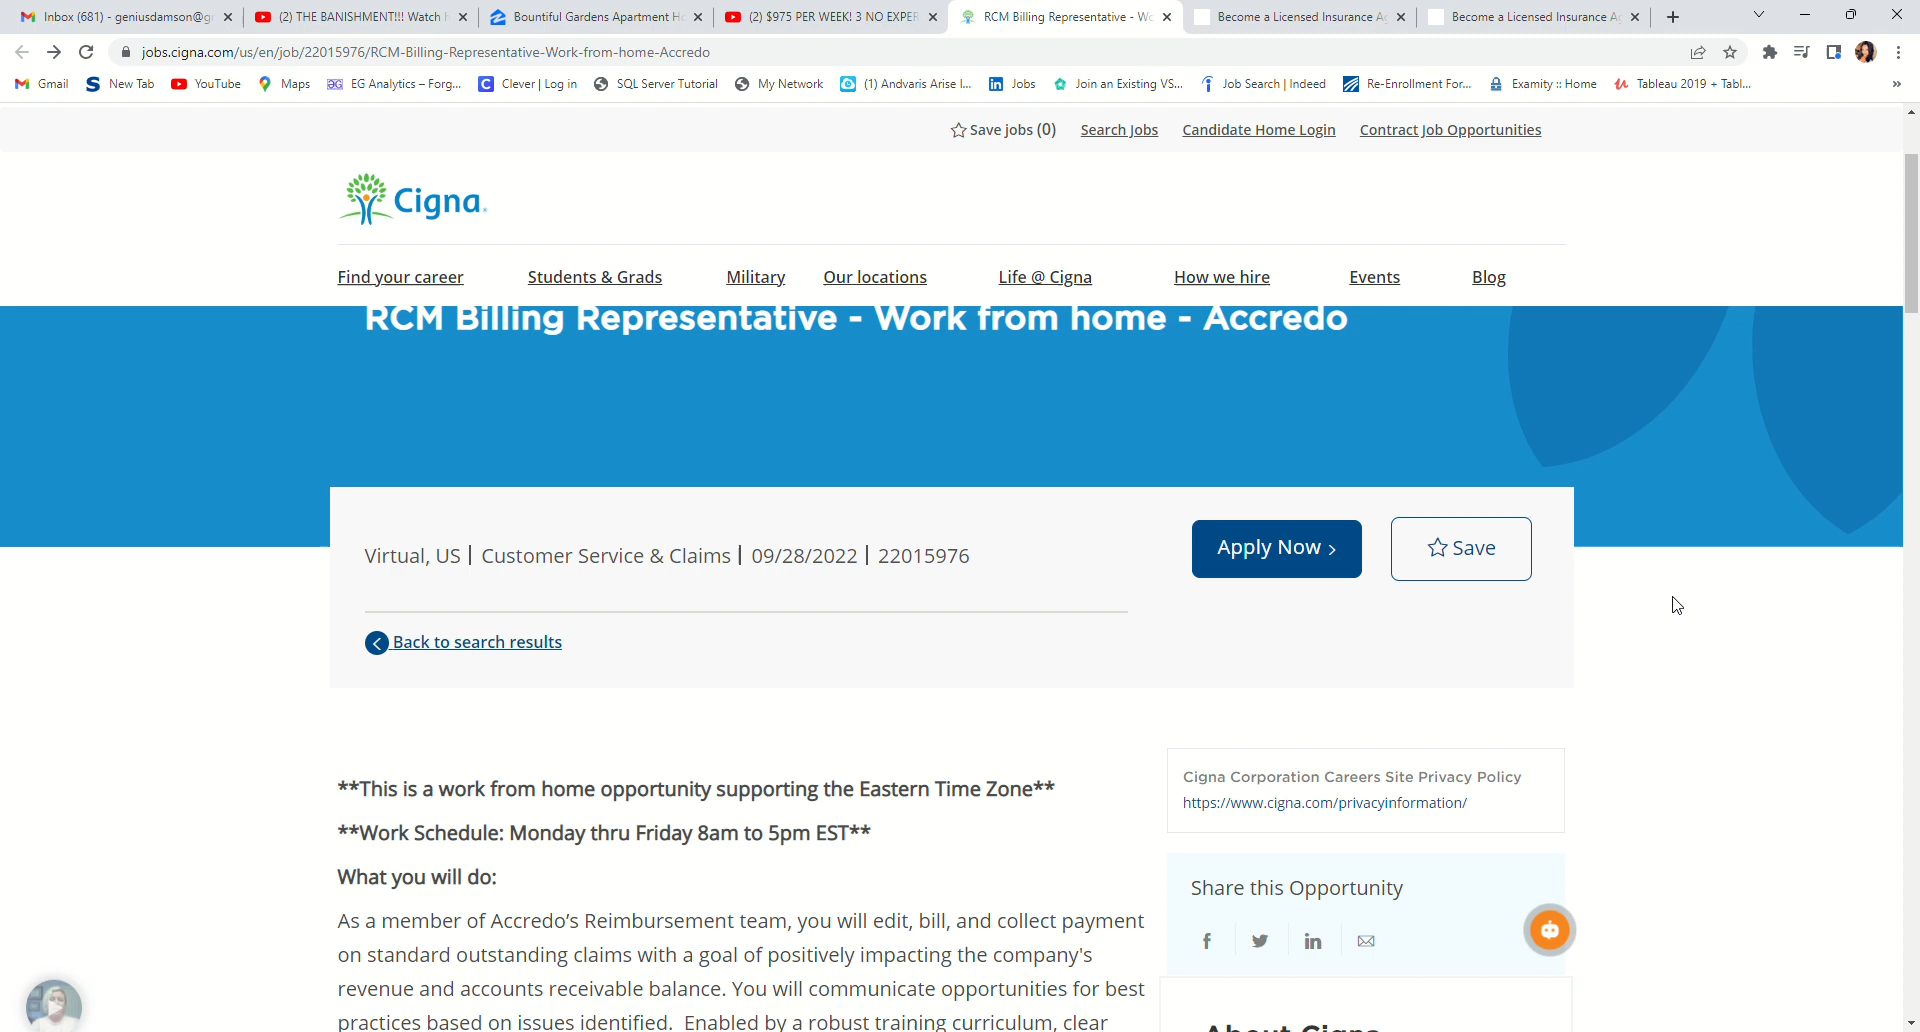 Inbox (681) - geniusdamson@gr
(2) THE BANISHMENT!!! Watch h
Bountiful Gardens Apartment Ho
(2) $975 PER WEEK! 3 NO EXPER
RCM Billing Representative - Wo
Become a Licensed Insurance Ag
Become a Licensed Insurance Ag
jobs.cigna.com/us/en/job/22015976/RCM-Billing-Representative-Work-from-home-Accredo
Gmail New Tab YouTube Maps EG Analytics – Forg... Clever | Log in SQL Server Tutorial My Network (1) Andvaris Arise I... Jobs Join an Existing VS... Job Search | Indeed Re-Enrollment For... Examity :: Home Tableau 2019 + Tabl... »
Save jobs (0) Search Jobs Candidate Home Login Contract Job Opportunities
Cigna.
Find your career Students & Grads Military Our locations Life @ Cigna How we hire Events Blog
RCM Billing Representative - Work from home - Accredo
Virtual, US | Customer Service & Claims | 09/28/2022 | 22015976
Apply Now ›
Save
Back to search results
**This is a work from home opportunity supporting the Eastern Time Zone**
**Work Schedule: Monday thru Friday 8am to 5pm EST**
What you will do:
As a member of Accredo’s Reimbursement team, you will edit, bill, and collect payment
on standard outstanding claims with a goal of positively impacting the company's
revenue and accounts receivable balance. You will communicate opportunities for best
practices based on issues identified. Enabled by a robust training curriculum, clear
Cigna Corporation Careers Site Privacy Policy
https://www.cigna.com/privacyinformation/
Share this Opportunity
About Cigna